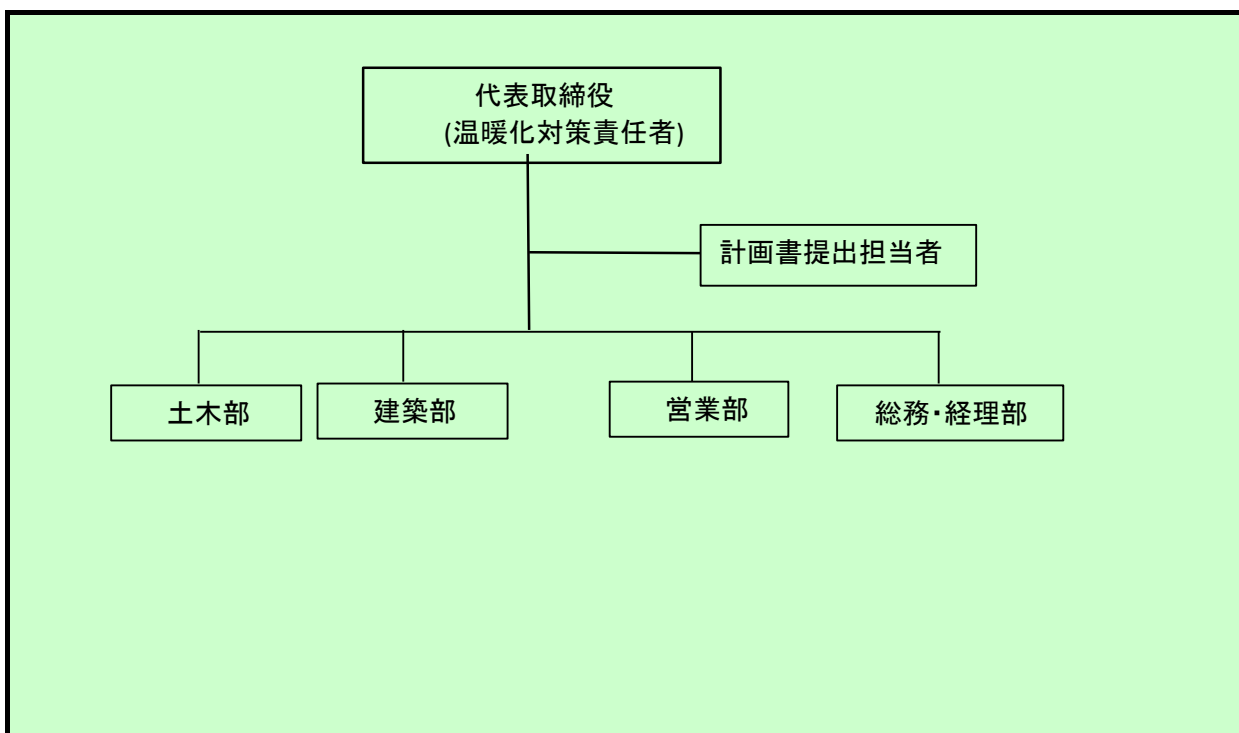 代表取締役
(温暖化対策責任者)
計画書提出担当者
土木部
建築部
営業部
総務・経理部